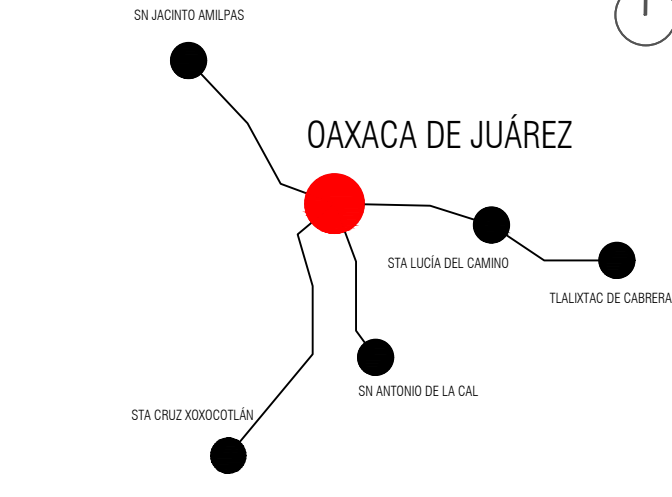 SN JACINTO AMILPAS
OAXACA DE JUÁREZ
STA LUCÍA DEL CAMINO
TLALIXTAC DE CABRERA
SN ANTONIO DE LA CAL
STA CRUZ XOXOCOTLÁN